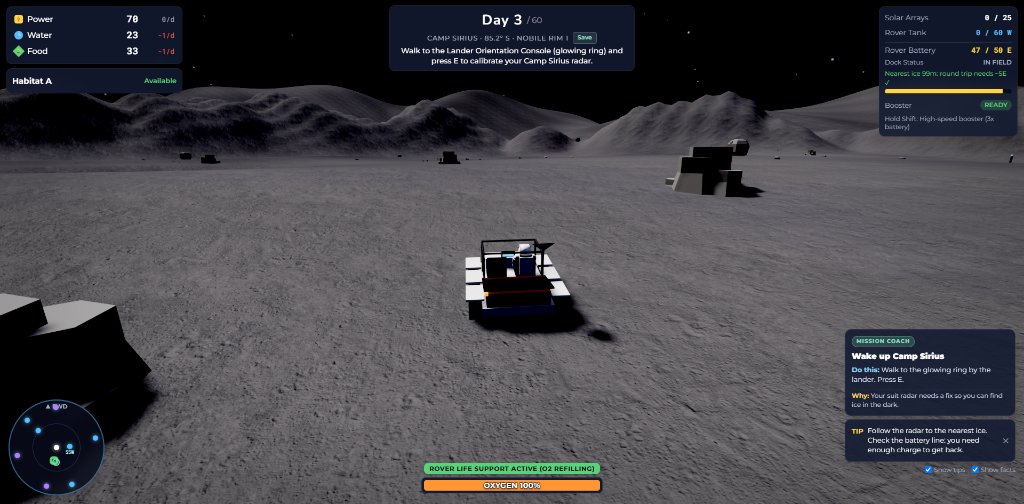 Power 70 0/d
Water 23 -1/d
Food 33 -1/d
Habitat A Available
Day 3 / 60
CAMP SIRIUS · 85.2° S · NOBILE RIM 1 Save
Walk to the Lander Orientation Console (glowing ring) and
press E to calibrate your Camp Sirius radar.
Solar Arrays 0 / 25
Rover Tank 0 / 60 W
Rover Battery 47 / 50 E
Dock Status IN FIELD
Nearest ice 99m: round trip needs ~5E
✓
Booster READY
Hold Shift: High-speed booster (3x
battery)
MISSION COACH
Wake up Camp Sirius
Do this: Walk to the glowing ring by the
lander. Press E.
Why: Your suit radar needs a fix so you can find
ice in the dark.
TIP Follow the radar to the nearest ice.
Check the battery line: you need
enough charge to get back.
Show tips Show facts
▲ FWD
ROVER LIFE SUPPORT ACTIVE (O2 REFILLING)
OXYGEN 100%